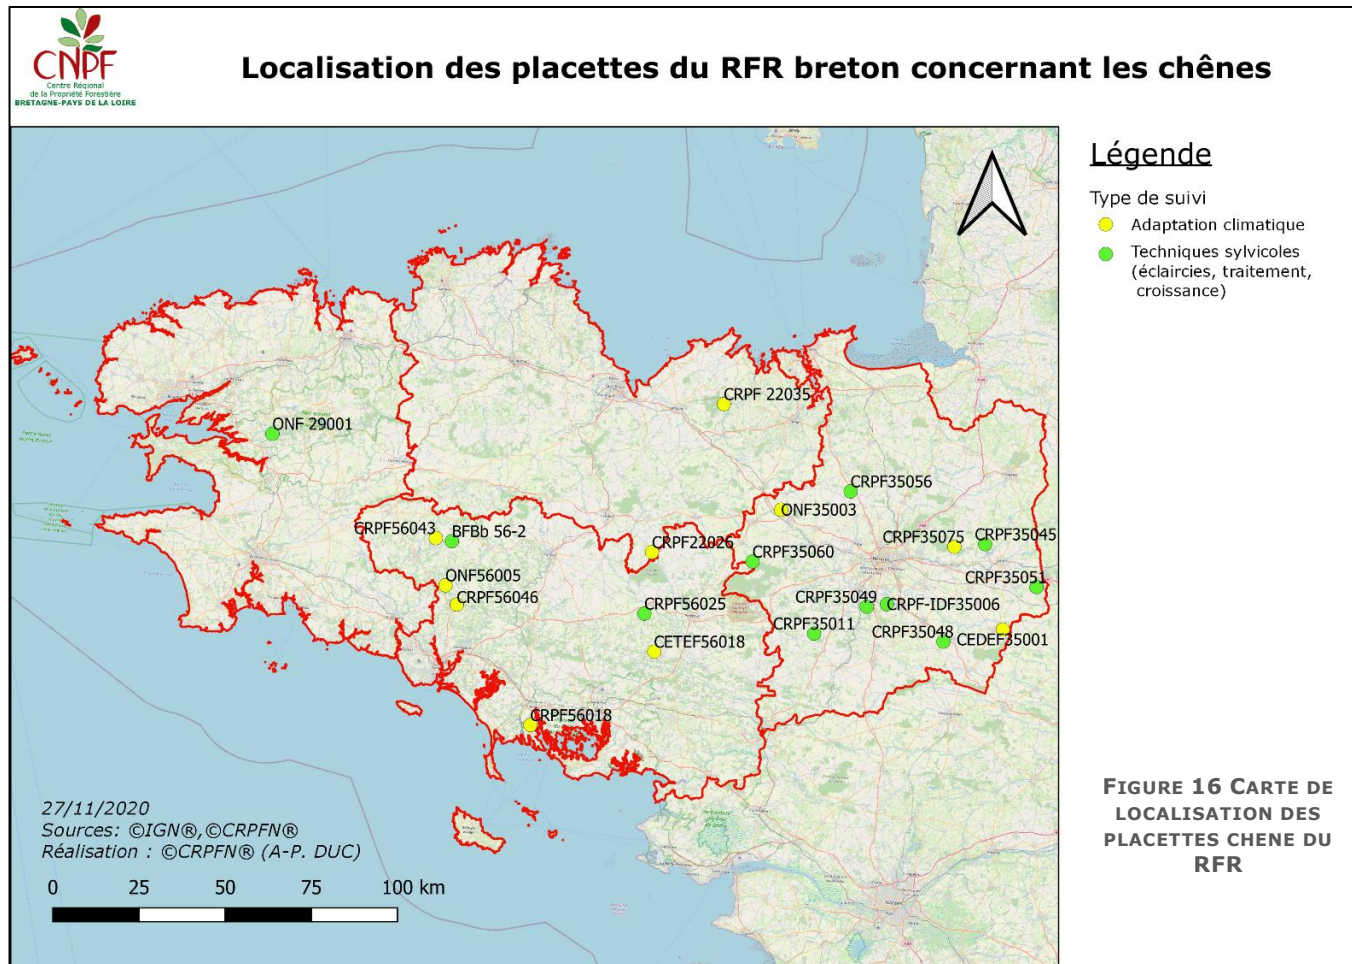 CNPF
Centre Régional
de la Propriété Forestière
BRETAGNE-PAYS DE LA LOIRE
Localisation des placettes du RFR breton concernant les chênes
Légende
Type de suivi
Adaptation climatique
Techniques sylvicoles
(éclaircies, traitement,
croissance)
CRPF 22035
ONF 29001
CRPF35056
ONF35003
CRPF56043
BFBb 56-2
CRPF22026
CRPF35060
CRPF35075
CRPF35045
ONF56005
CRPF56046
CRPF35051
CRPF56025
CRPF35049
CRPF-IDF35006
CRPF35011
CRPF35048
CEDEF35001
CETEF56018
CRPF56018
27/11/2020
Sources: ©IGN®,©CRPFN®
Réalisation : ©CRPFN® (A-P. DUC)
0 25 50 75 100 km
FIGURE 16 CARTE DE
LOCALISATION DES
PLACETTES CHENE DU
RFR